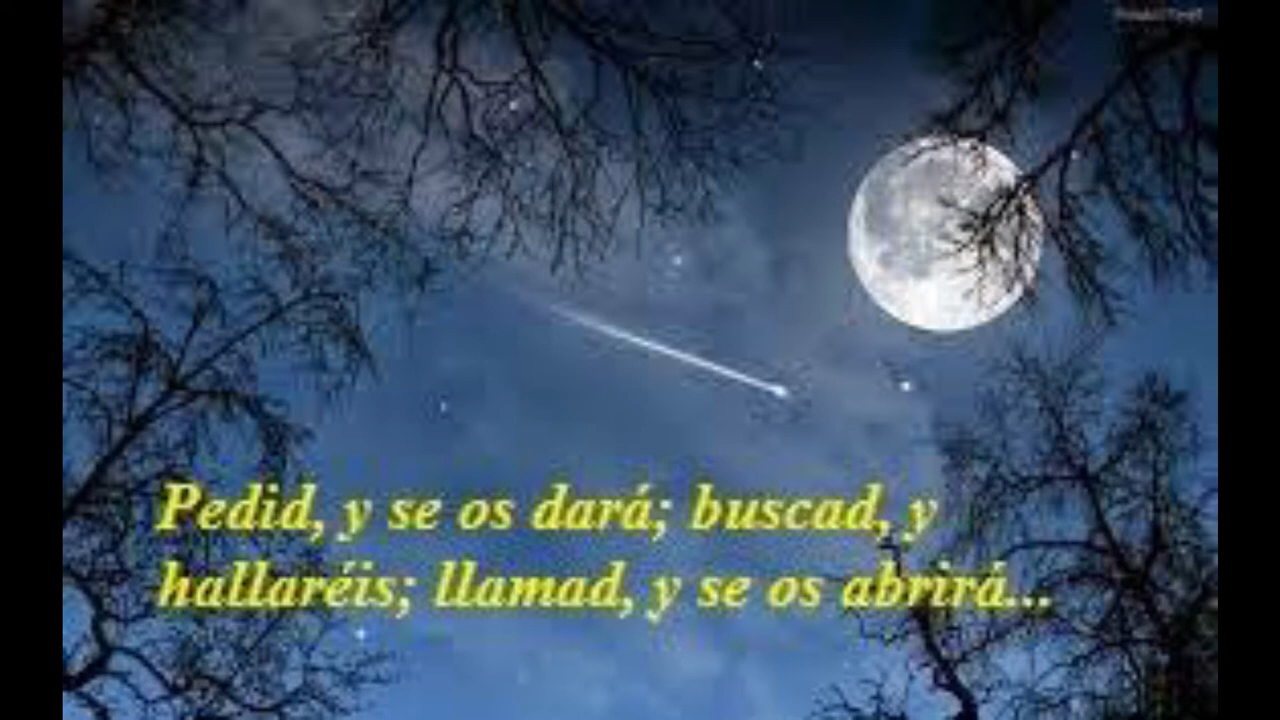 Pedid, y se os dará; buscad, y
hallaréis; llamad, y se os abrirá...